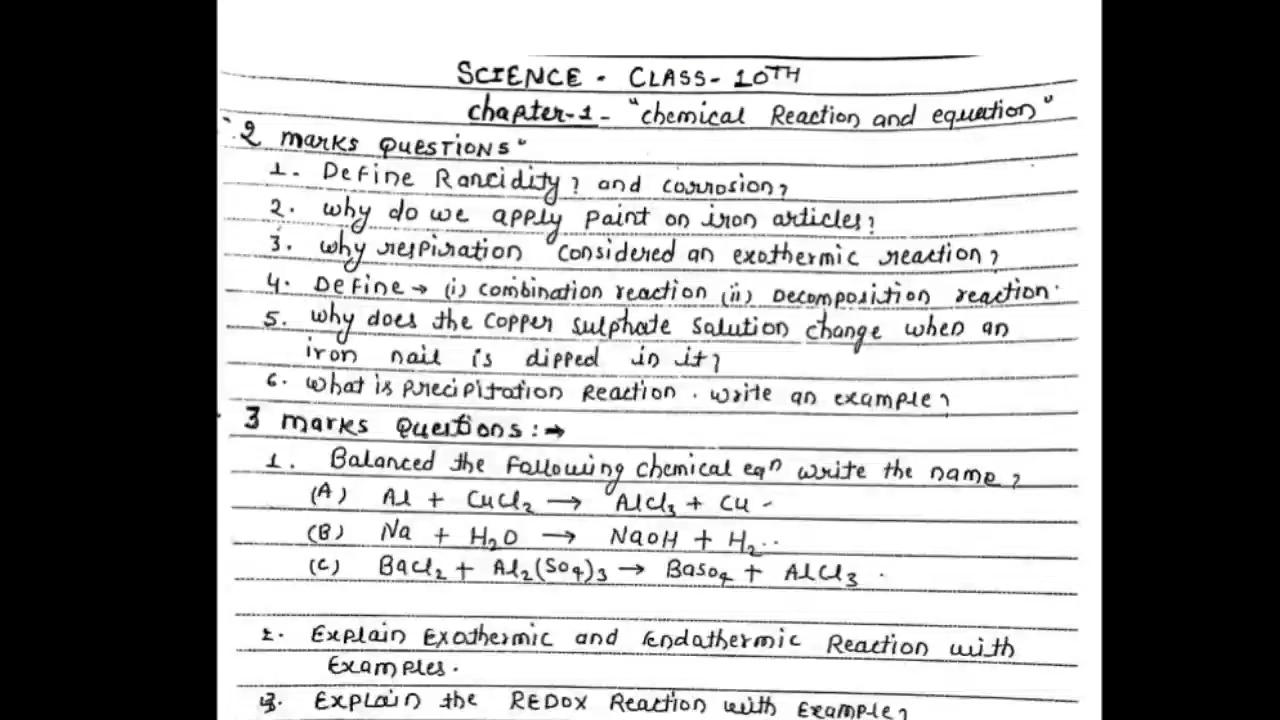 SCIENCE - CLASS - 10TH
Chapter-1 - "chemical Reaction and equation"
"2 marks QUESTIONS"
1. Define Rancidity? and corrosion?
2. why do we apply paint on iron articles?
3. why respiration considered an exothermic reaction?
4. Define → (i) combination reaction (ii) Decomposition reaction.
5. why does the copper sulphate solution change when an
iron nail is dipped in it?
6. What is precipitation Reaction. write an example?
3 marks Questions :→
1. Balanced the following chemical eqn write the name?
(A) Al + CuCl2 → AlCl3 + Cu -
(B) Na + H2O → NaOH + H2..
(C) BaCl2 + Al2(So4)3 → Baso4 + AlCl3 .
2. Explain Exothermic and Endathermic Reaction with
Examples.
3. Explain the REDOX Reaction with Example?